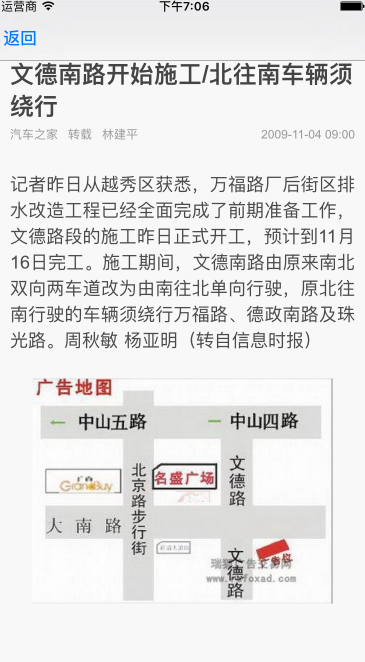 运营商 下午7:06
返回
文德南路开始施工/北往南车辆须
绕行
汽车之家 转载 林建平 2009-11-04 09:00
记者昨日从越秀区获悉，万福路厂后街区排
水改造工程已经全面完成了前期准备工作，
文德路段的施工昨日正式开工，预计到11月
16日完工。施工期间，文德南路由原来南北
双向两车道改为由南往北单向行驶，原北往
南行驶的车辆须绕行万福路、德政南路及珠
光路。周秋敏 杨亚明（转自信息时报）
广告地图
← 中山五路 — 中山四路
广百
GrandBuy
北京路步行街
名盛广场
文德路
大南路
文德路